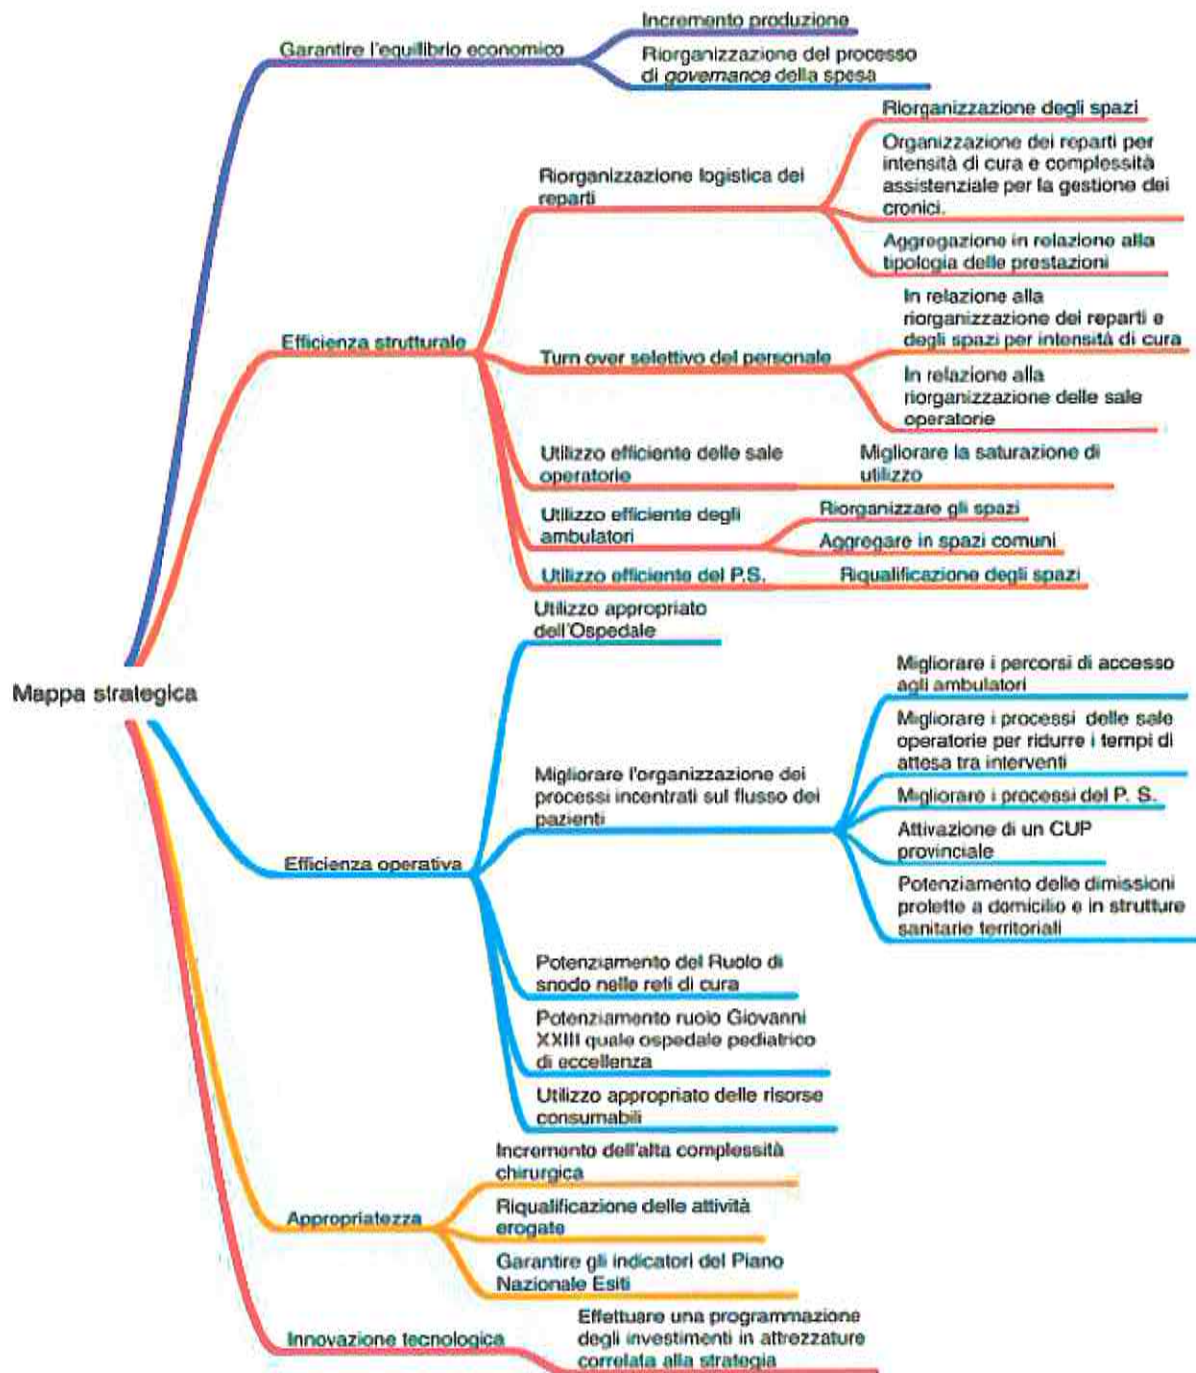 Incremento produzione
Garantire l'equilibrio economico
Riorganizzazione del processo
di governance della spesa
Riorganizzazione degli spazi
Organizzazione dei reparti per
intensità di cura e complessità
assistenziale per la gestione dei
cronici.
Riorganizzazione logistica dei
reparti
Aggregazione in relazione alla
tipologia delle prestazioni
Efficienza strutturale
In relazione alla
riorganizzazione dei reparti e
degli spazi per intensità di cura
Turn over selettivo del personale
In relazione alla
riorganizzazione delle sale
operatorie
Utilizzo efficiente delle sale
operatorie
Migliorare la saturazione di
utilizzo
Utilizzo efficiente degli
ambulatori
Riorganizzare gli spazi
Aggregare in spazi comuni
Utilizzo efficiente del P.S.
Riqualificazione degli spazi
Mappa strategica
Utilizzo appropriato
dell'Ospedale
Migliorare i percorsi di accesso
agli ambulatori
Migliorare i processi delle sale
operatorie per ridurre i tempi di
attesa tra interventi
Migliorare l'organizzazione dei
processi incentrati sul flusso dei
pazienti
Migliorare i processi del P. S.
Attivazione di un CUP
provinciale
Efficienza operativa
Potenziamento delle dimissioni
protette a domicilio e in strutture
sanitarie territoriali
Potenziamento del Ruolo di
snodo nelle reti di cura
Potenziamento ruolo Giovanni
XXIII quale ospedale pediatrico
di eccellenza
Utilizzo appropriato delle risorse
consumabili
Incremento dell'alta complessità
chirurgica
Appropriatezza
Riqualificazione delle attività
erogate
Garantire gli indicatori del Piano
Nazionale Esiti
Innovazione tecnologica
Effettuare una programmazione
degli investimenti in attrezzature
correlata alla strategia